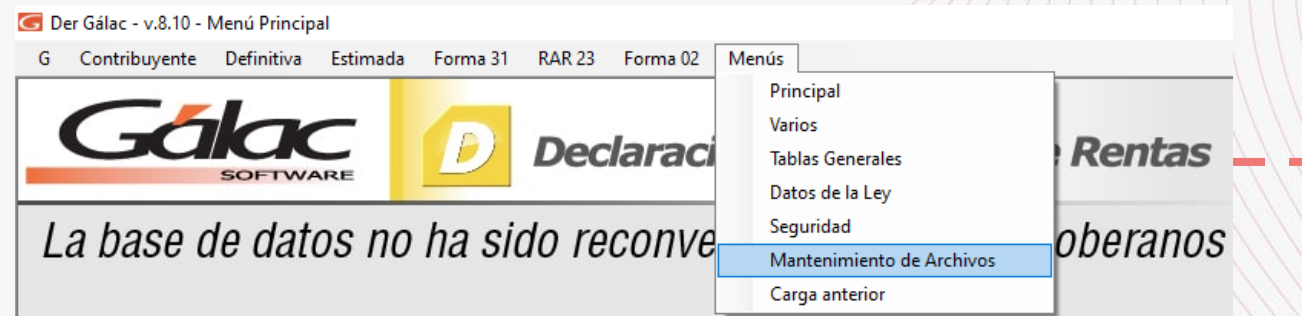 Der Gálac - v.8.10 - Menú Principal
G Contribuyente Definitiva Estimada Forma 31 RAR 23 Forma 02 Menús
Principal
Varios
Tablas Generales
Datos de la Ley
Seguridad
Mantenimiento de Archivos
Carga anterior
Gálac
SOFTWARE
D
Declaraci Rentas
La base de datos no ha sido reconve oberanos